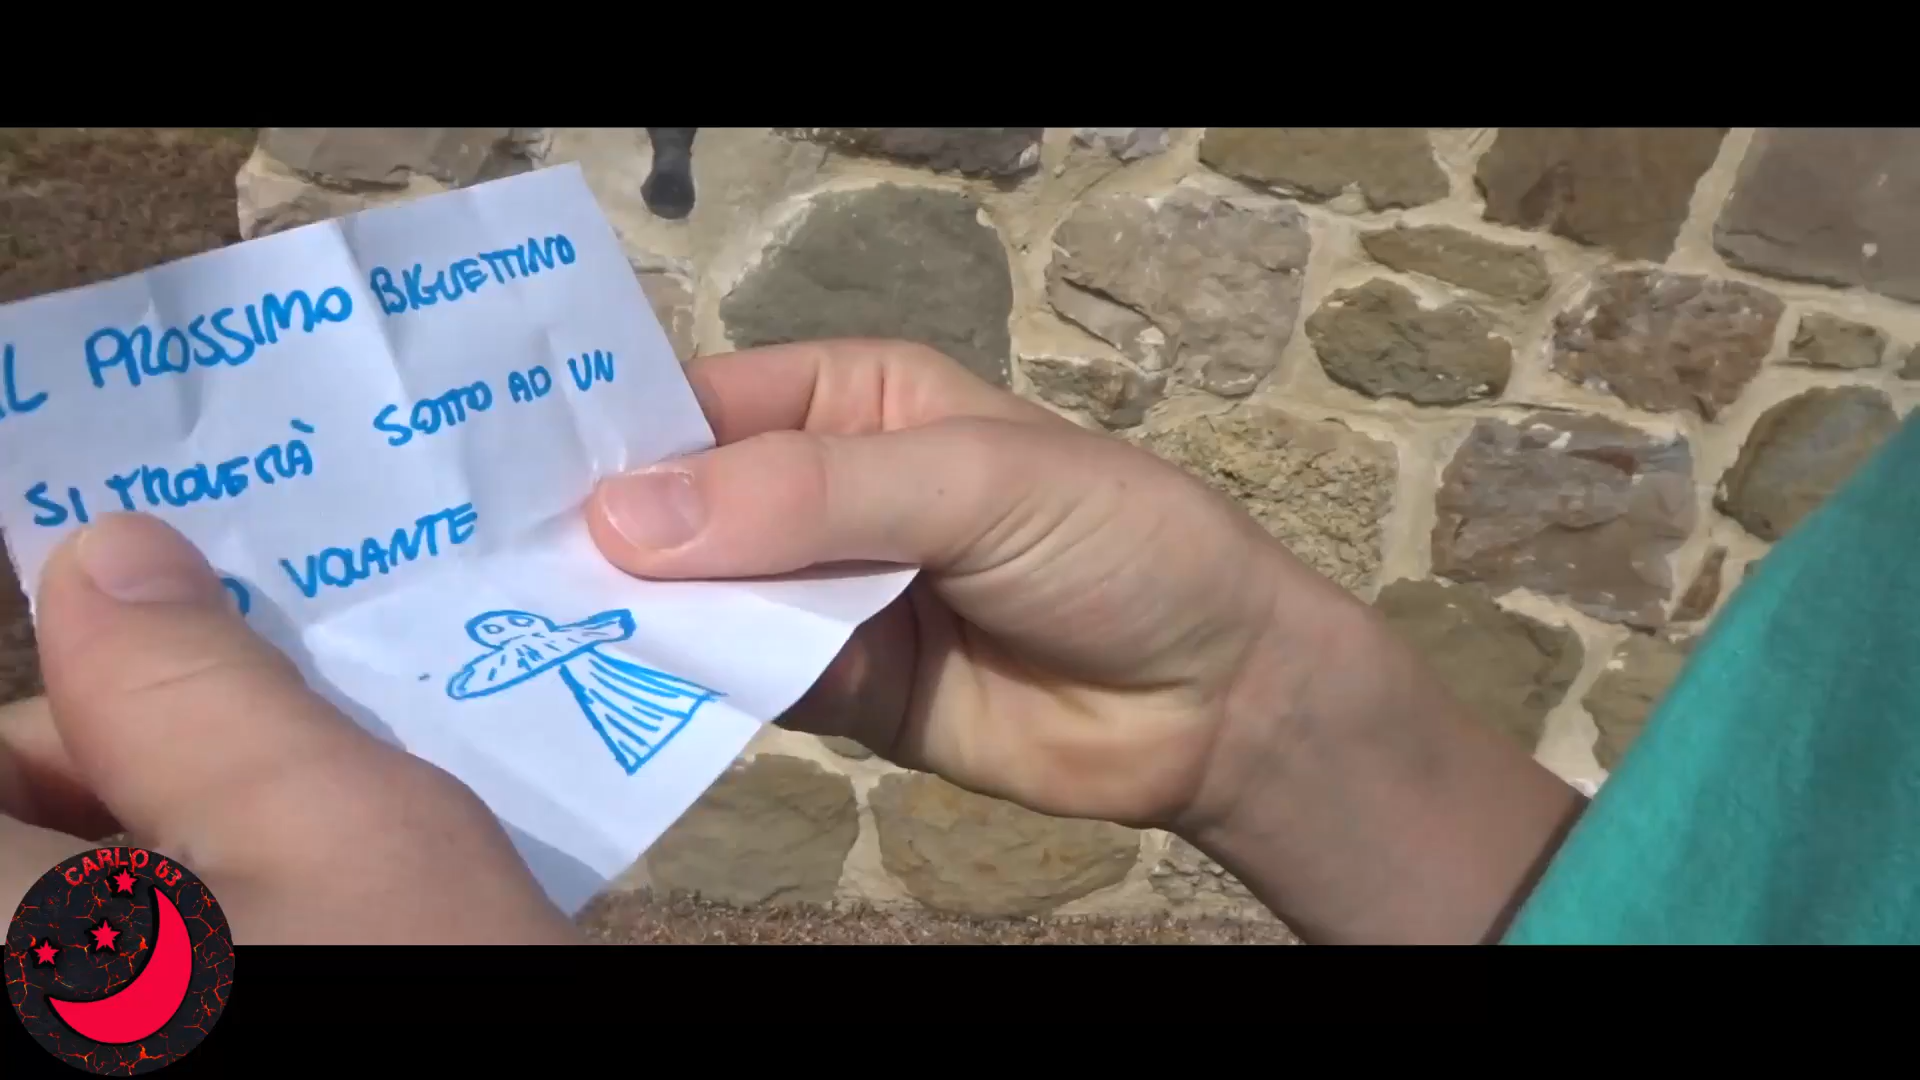 IL PROSSIMO BIGLIETTINO
SI TROVERÀ SOTTO AD UN
VOLANTE
CARLO 63